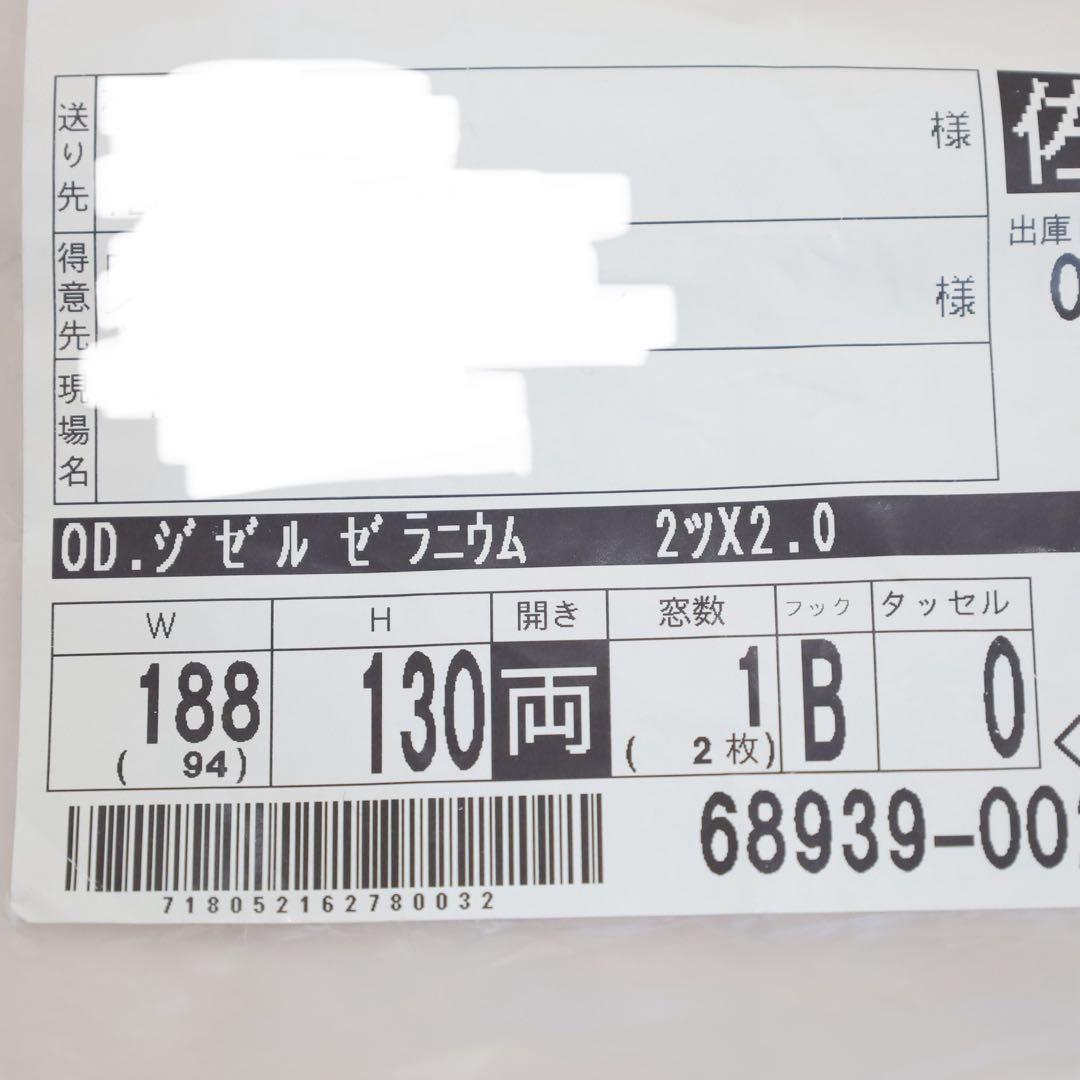 送り先
様
佐
得意先
様
出庫
現場名
OD.ジゼルゼラニウム 2ツX2.0
W H 開き 窓数 フック タッセル
188 130 両 1 B 0
( 94) ( 2枚)
68939-00
718052162780032